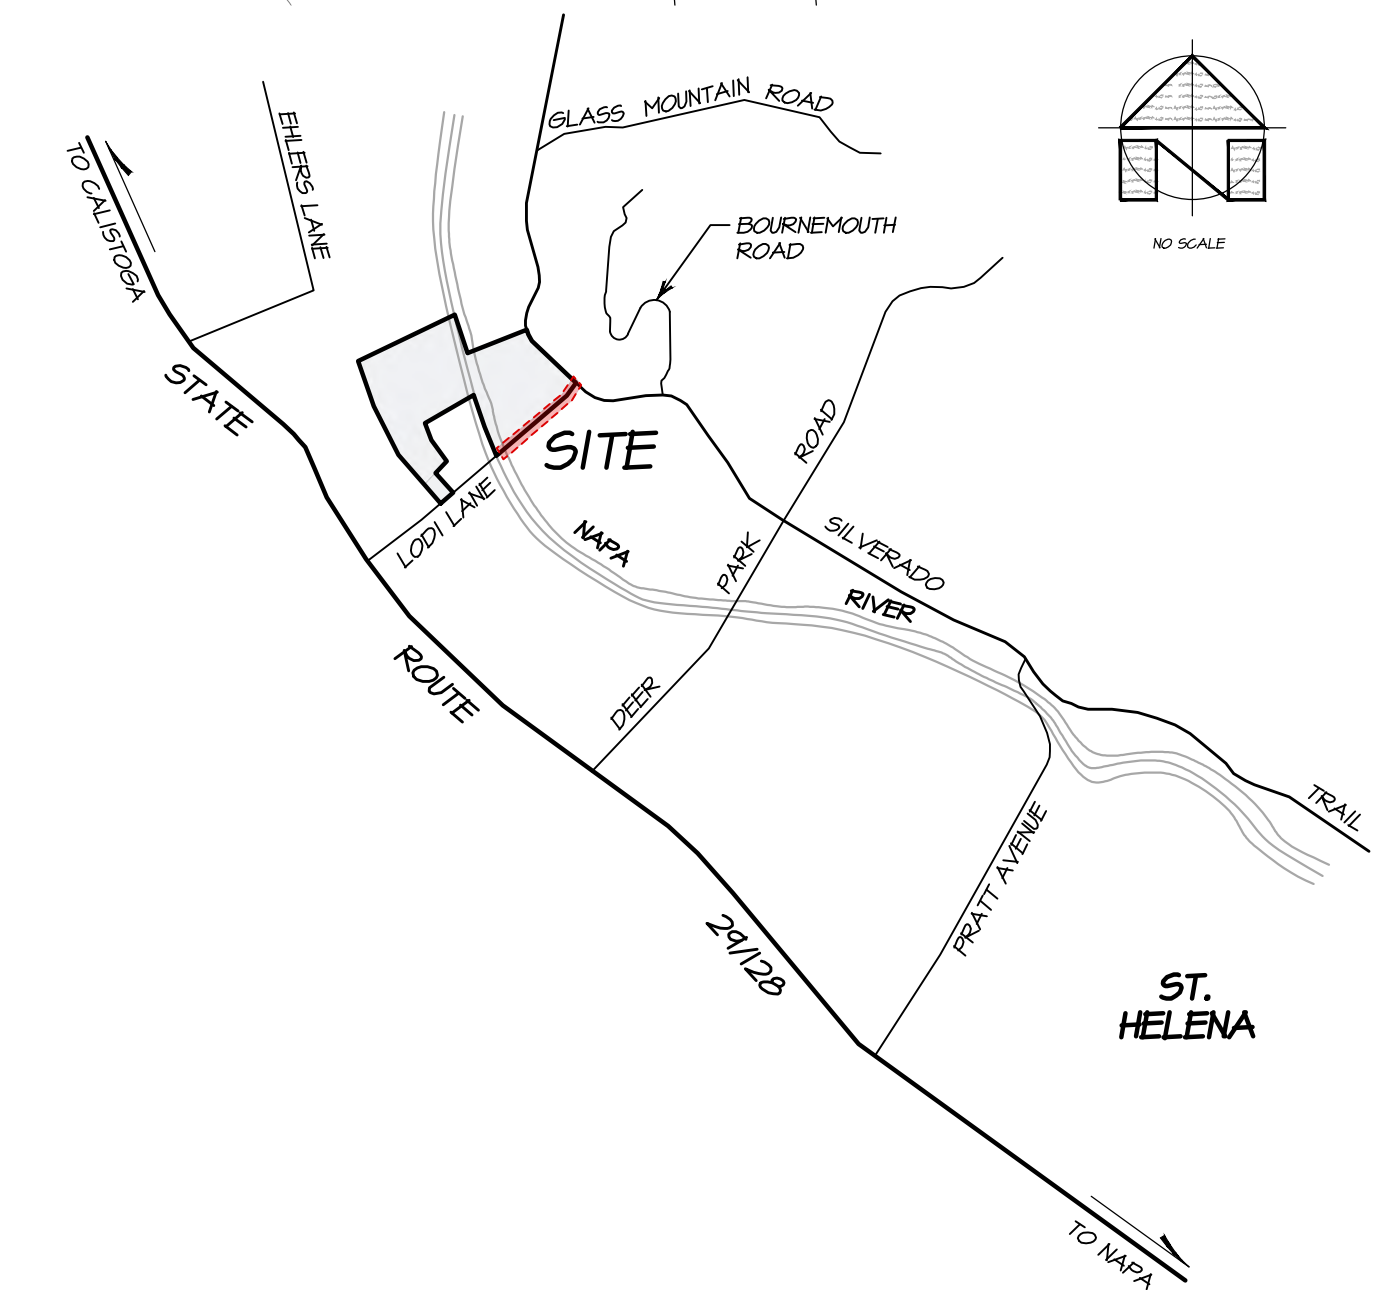 GLASS MOUNTAIN ROAD
EHLERS LANE
TO CALISTOGA
BOURNEMOUTH
ROAD
N
NO SCALE
STATE
ROUTE
29/128
SITE
LODI LANE
NAPA
RIVER
DEER
PARK
ROAD
SILVERADO
TRAIL
PRATT AVENUE
ST.
HELENA
TO NAPA